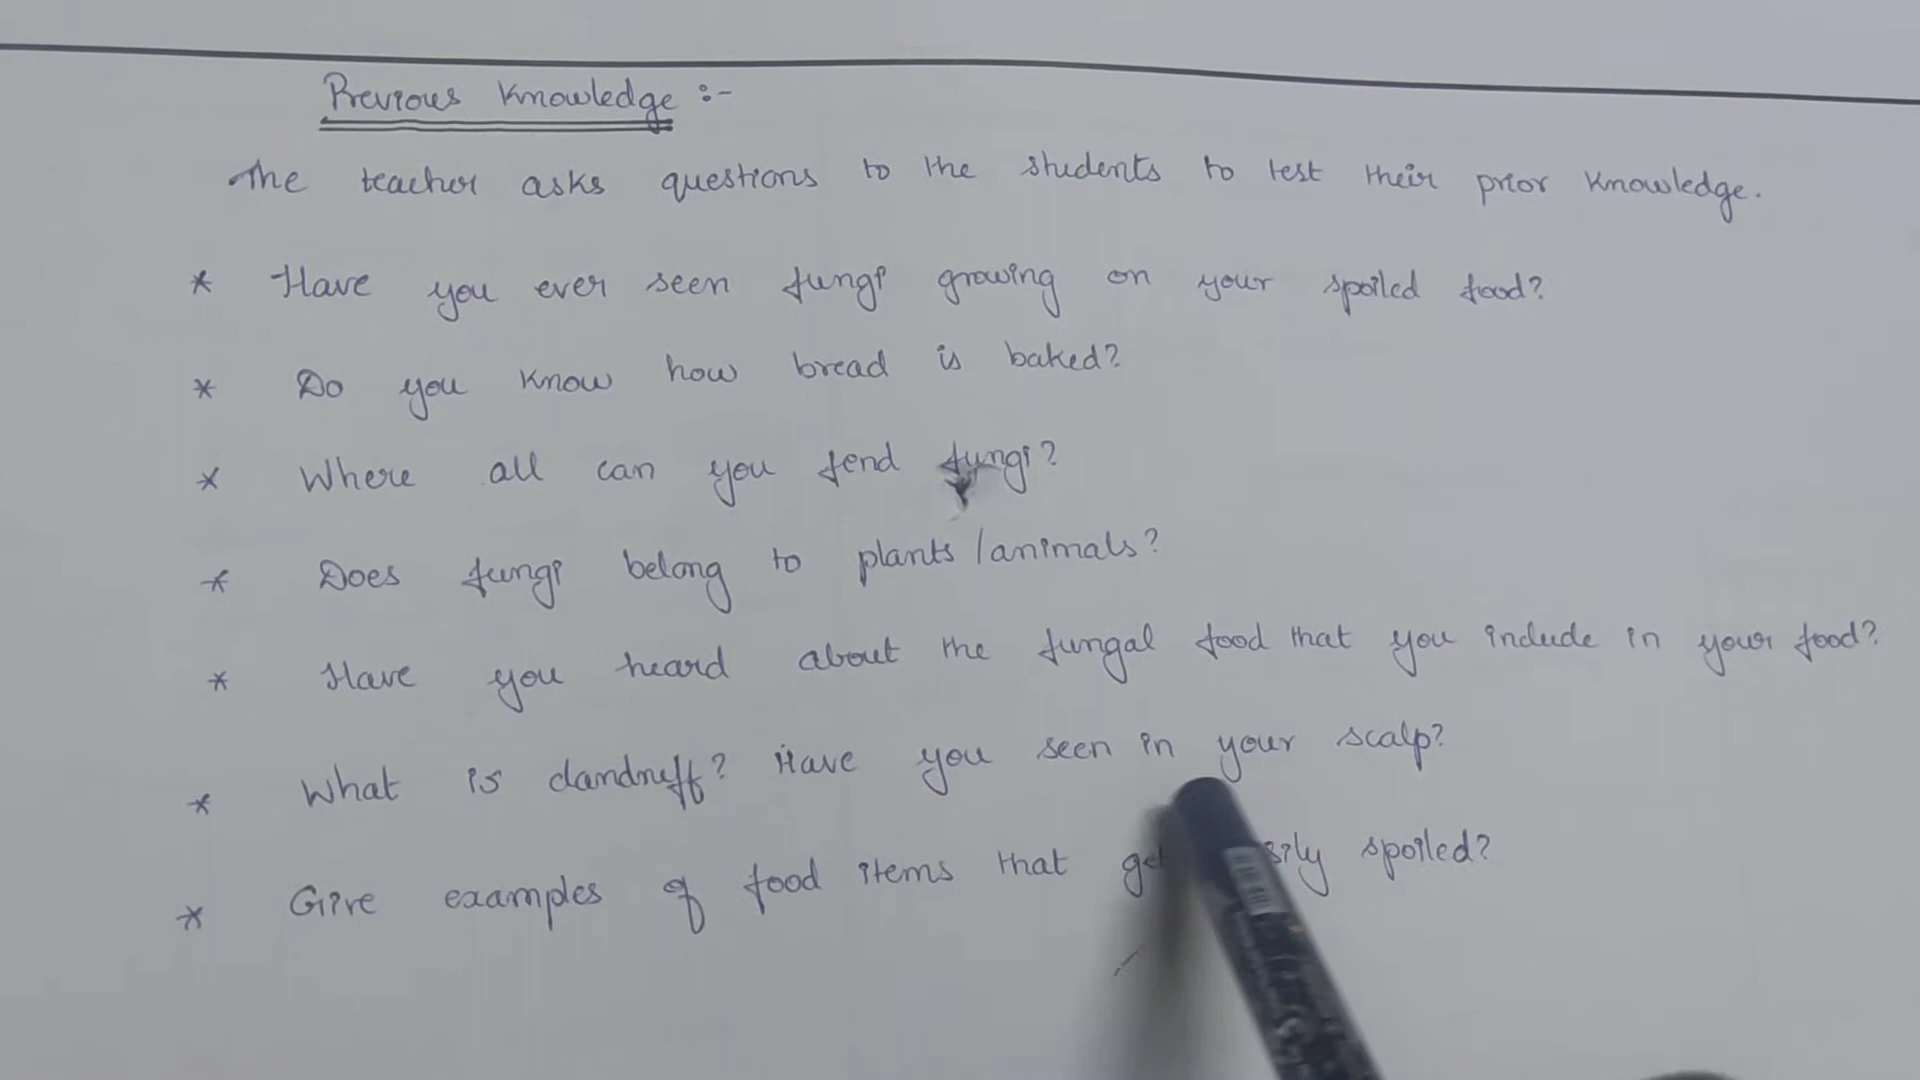 Previous Knowledge :-
The teacher asks questions to the students to test their prior knowledge.
* Have you ever seen fungi growing on your spoiled food?
* Do you know how bread is baked?
* Where all can you fend fungi?
* Does fungi belong to plants/animals?
* Have you heard about the fungal food that you include in your food?
* What is dandruff? Have you seen in your scalp?
* Give examples of food items that spoiled?